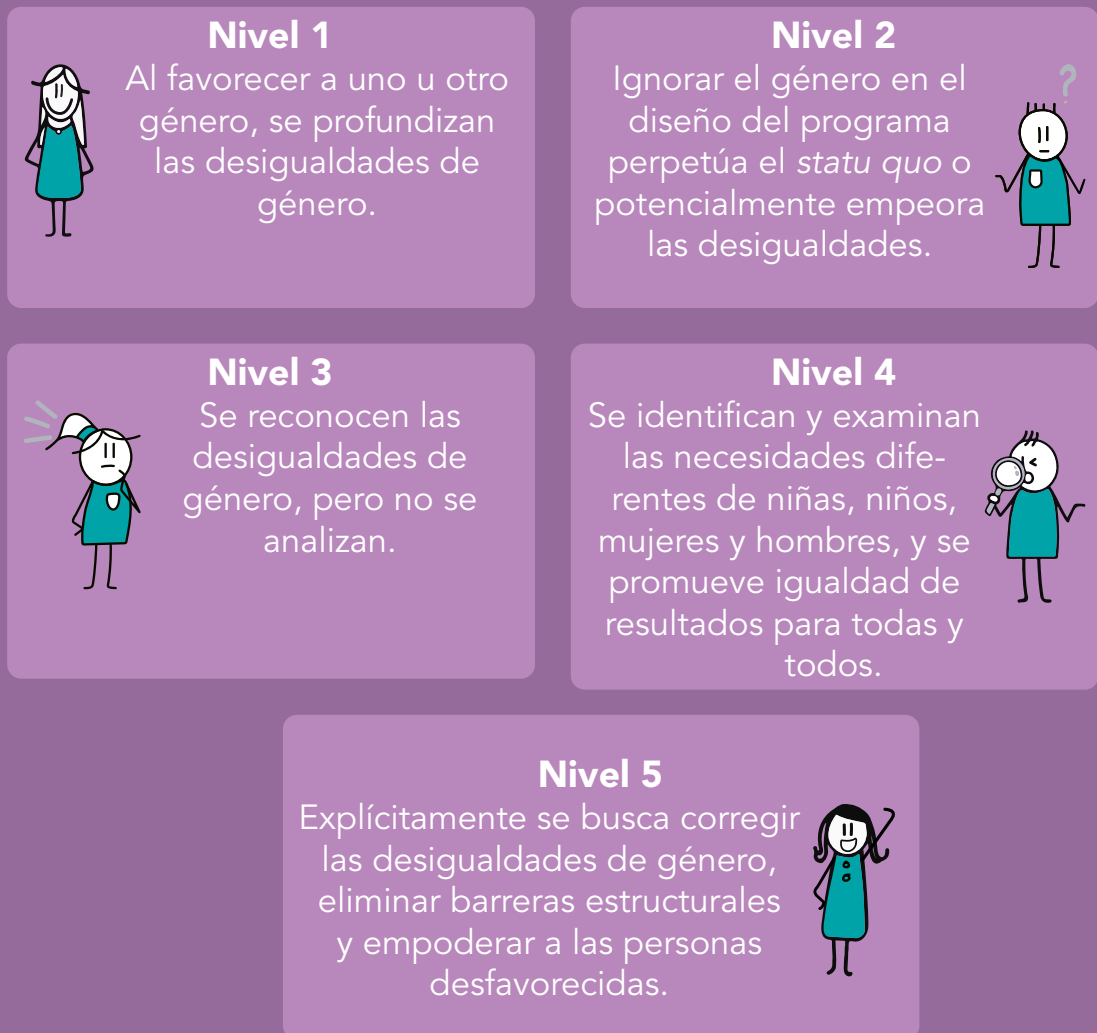 Nivel 1
Al favorecer a uno u otro
género, se profundizan
las desigualdades de
género.
Nivel 2
Ignorar el género en el
diseño del programa
perpetúa el statu quo o
potencialmente empeora
las desigualdades.
?
Nivel 3
Se reconocen las
desigualdades de
género, pero no se
analizan.
Nivel 4
Se identifican y examinan
las necesidades dife-
rentes de niñas, niños,
mujeres y hombres, y se
promueve igualdad de
resultados para todas y
todos.
Nivel 5
Explícitamente se busca corregir
las desigualdades de género,
eliminar barreras estructurales
y empoderar a las personas
desfavorecidas.